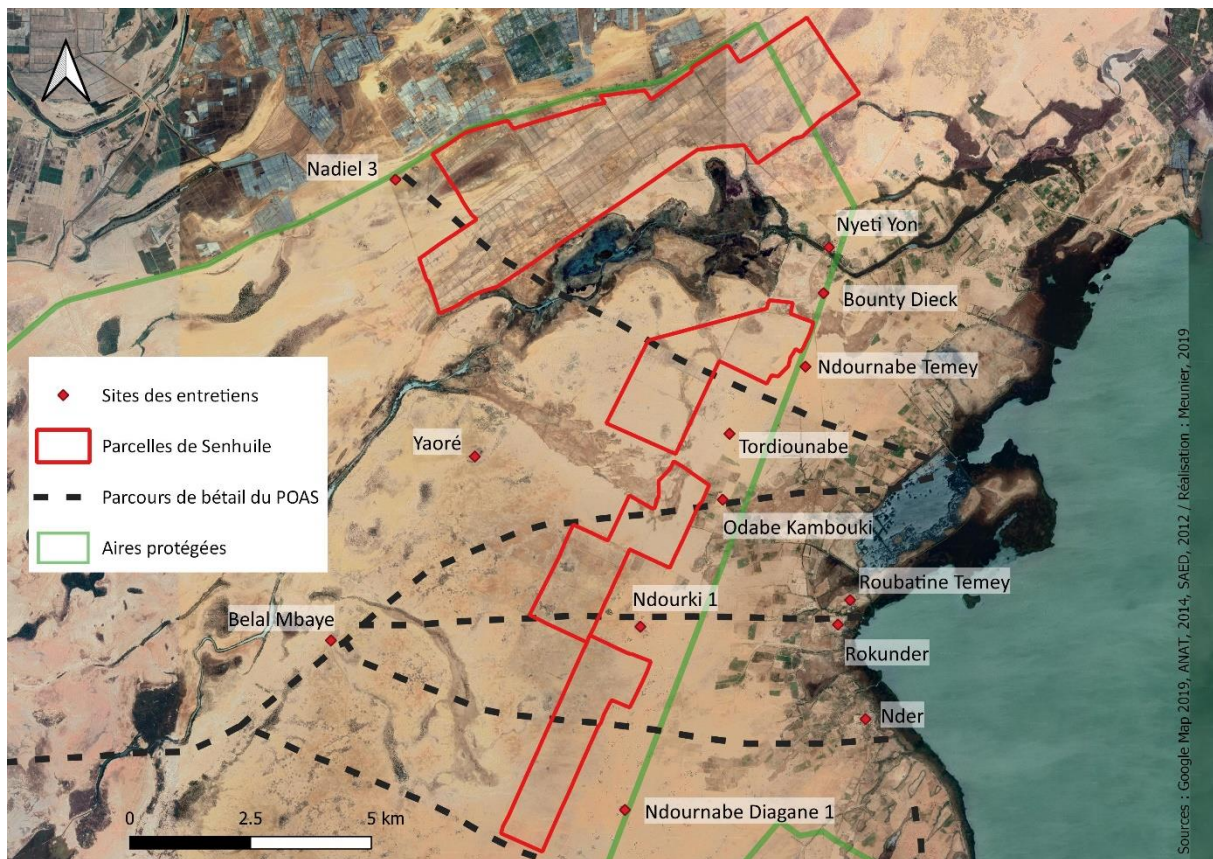 Nadiel 3
Nyeti Yon
Bounty Dieck
Ndournabe Temey
Sites des entretiens
Parcelles de Senhuile
Parcours de bétail du POAS
Aires protégées
Tordiounabe
Yaoré
Odabe Kambouki
Roubatine Temey
Ndourki 1
Belal Mbaye
Rokunder
Nder
Ndournabe Diagane 1
0 2.5 5 km
Sources : Google Map 2019, ANAT, 2014, SAED, 2012 / Réalisation : Meunier, 2019